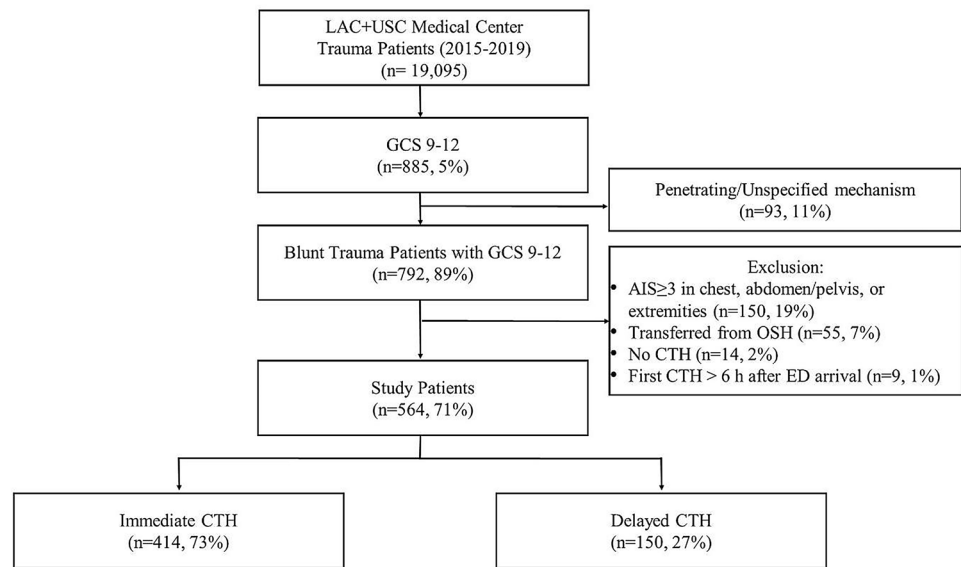 LAC+USC Medical Center
Trauma Patients (2015-2019)
(n= 19,095)
GCS 9-12
(n=885, 5%)
Penetrating/Unspecified mechanism
(n=93, 11%)
Blunt Trauma Patients with GCS 9-12
(n=792, 89%)
Exclusion:
• AIS≥3 in chest, abdomen/pelvis, or
extremities (n=150, 19%)
• Transferred from OSH (n=55, 7%)
• No CTH (n=14, 2%)
• First CTH > 6 h after ED arrival (n=9, 1%)
Study Patients
(n=564, 71%)
Immediate CTH
(n=414, 73%)
Delayed CTH
(n=150, 27%)